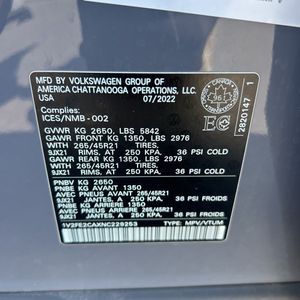 MFD BY VOLKSWAGEN GROUP OF
AMERICA CHATTANOOGA OPERATIONS, LLC.
USA 07/2022
ICES/NMB-002
GVWR KG 2650, LBS 5842
GAWR FRONT KG 1350, LBS 2976
WITH 265/45R21 TIRES,
9JX21 RIMS, AT 250 KPA, 36 PSI COLD
GAWR REAR KG 1350, LBS 2976
WITH 265/45R21 TIRES,
9JX21 RIMS, AT 250 KPA, 36 PSI COLD
PNBV KG 2650
PNBE KG AVANT 1350
AVEC PNEUS AVANT 265/45R21
9JX21 JANTES, A 250 KPA, 36 PSI
PNBE KG ARRIERE 1350
AVEC PNEUS ARRIERE 265/45R21
9JX21 JANTES, A 250 KPA, 36 PSI
1V2FE2CAXNC229253 TYPE: MPV/VTUM
CANADA
EC
2820147 1